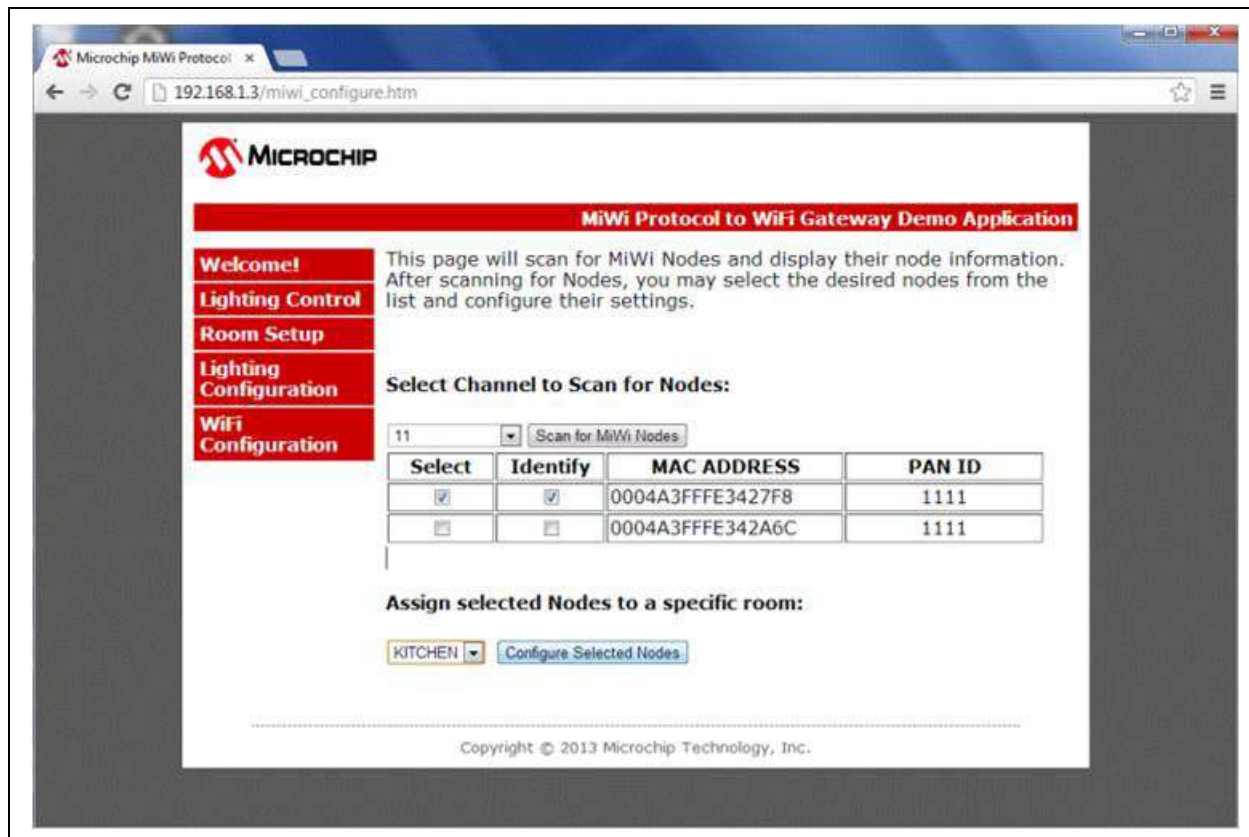 Microchip MiWi Protocol
192.168.1.3/miwi_configure.htm
MICROCHIP
MiWi Protocol to WiFi Gateway Demo Application
Welcome!
Lighting Control
Room Setup
Lighting
Configuration
WiFi
Configuration
This page will scan for MiWi Nodes and display their node information.
After scanning for Nodes, you may select the desired nodes from the
list and configure their settings.
Select Channel to Scan for Nodes:
11 Scan for MiWi Nodes
Select Identify MAC ADDRESS PAN ID
0004A3FFFE3427F8 1111
0004A3FFFE342A6C 1111
Assign selected Nodes to a specific room:
KITCHEN Configure Selected Nodes
Copyright © 2013 Microchip Technology, Inc.